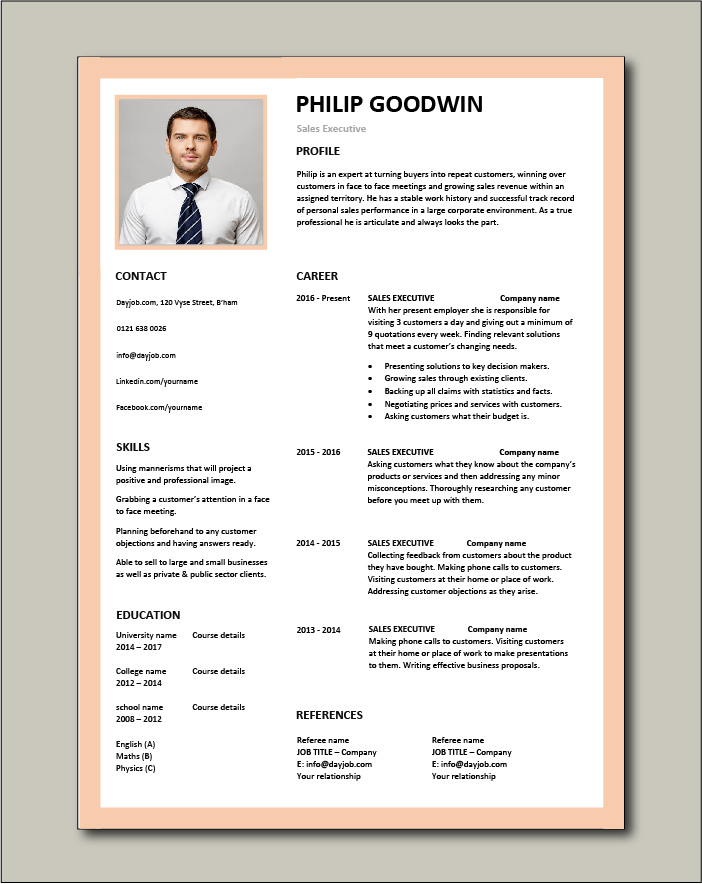 PHILIP GOODWIN
Sales Executive
PROFILE
Philip is an expert at turning buyers into repeat customers, winning over
customers in face to face meetings and growing sales revenue within an
assigned territory. He has a stable work history and successful track record
of personal sales performance in a large corporate environment. As a true
professional he is articulate and always looks the part.
CONTACT
Dayjob.com, 120 Vyse Street, B'ham
0121 638 0026
info@dayjob.com
Linkedin.com/yourname
Facebook.com/yourname
SKILLS
Using mannerisms that will project a
positive and professional image.
Grabbing a customer's attention in a face
to face meeting.
Planning beforehand to any customer
objections and having answers ready.
Able to sell to large and small businesses
as well as private & public sector clients.
EDUCATION
University name Course details
2014 – 2017
College name Course details
2012 – 2014
school name Course details
2008 – 2012
English (A)
Maths (B)
Physics (C)
CAREER
2016 - Present SALES EXECUTIVE Company name
With her present employer she is responsible for
visiting 3 customers a day and giving out a minimum of
9 quotations every week. Finding relevant solutions
that meet a customer's changing needs.
• Presenting solutions to key decision makers.
• Growing sales through existing clients.
• Backing up all claims with statistics and facts.
• Negotiating prices and services with customers.
• Asking customers what their budget is.
2015 - 2016 SALES EXECUTIVE Company name
Asking customers what they know about the company's
products or services and then addressing any minor
misconceptions. Thoroughly researching any customer
before you meet up with them.
2014 - 2015 SALES EXECUTIVE Company name
Collecting feedback from customers about the product
they have bought. Making phone calls to customers.
Visiting customers at their home or place of work.
Addressing customer objections as they arise.
2013 - 2014 SALES EXECUTIVE Company name
Making phone calls to customers. Visiting customers
at their home or place of work to make presentations
to them. Writing effective business proposals.
REFERENCES
Referee name Referee name
JOB TITLE – Company JOB TITLE – Company
E: info@dayjob.com E: info@dayjob.com
Your relationship Your relationship